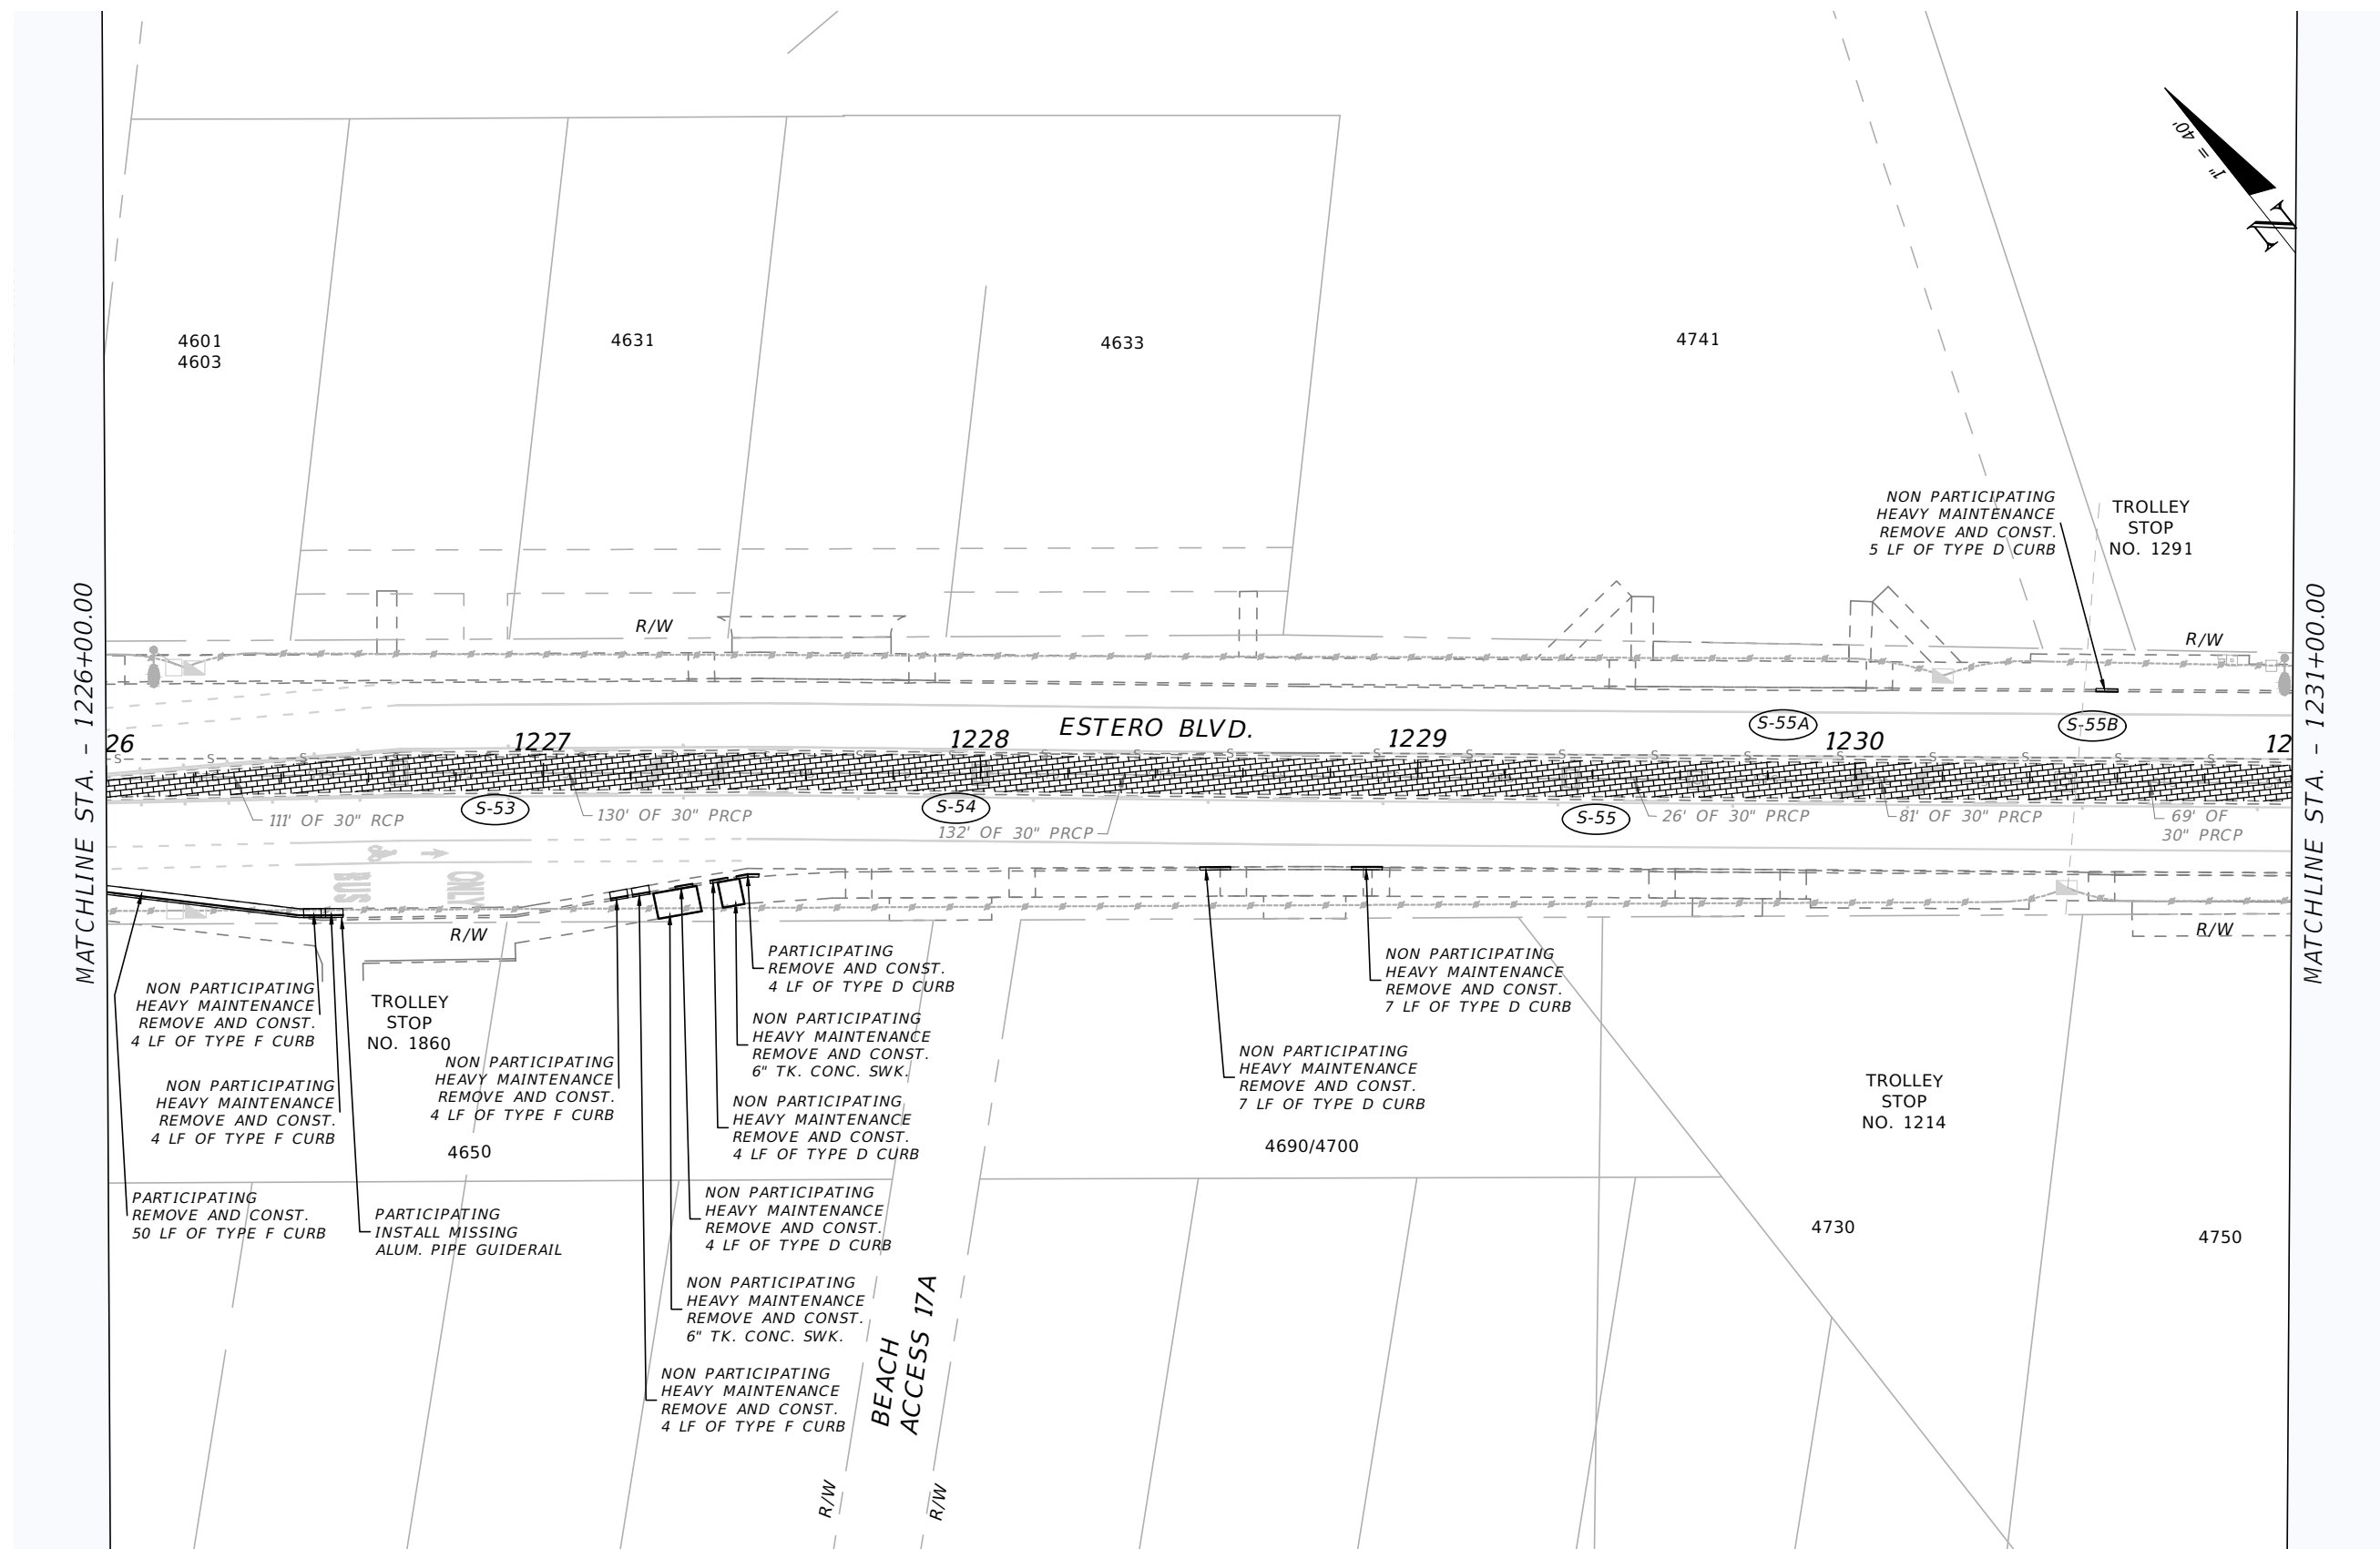 1" = 40'
N
4601
4603
4631
4633
4741
NON PARTICIPATING
HEAVY MAINTENANCE
REMOVE AND CONST.
5 LF OF TYPE D CURB
TROLLEY
STOP
NO. 1291
R/W
R/W
MATCHLINE STA. - 1226+00.00
MATCHLINE STA. - 1231+00.00
26
1227
1228
ESTERO BLVD.
1229
S-55A
1230
S-55B
12
S S S S S S S S S S S S S S S S S S S S S S S
111' OF 30" RCP
S-53
130' OF 30" PRCP
S-54
132' OF 30" PRCP
S-55
26' OF 30" PRCP
81' OF 30" PRCP
69' OF
30" PRCP
BUS
ONLY
R/W
R/W
NON PARTICIPATING
HEAVY MAINTENANCE
REMOVE AND CONST.
4 LF OF TYPE F CURB
TROLLEY
STOP
NO. 1860
PARTICIPATING
REMOVE AND CONST.
4 LF OF TYPE D CURB
NON PARTICIPATING
HEAVY MAINTENANCE
REMOVE AND CONST.
7 LF OF TYPE D CURB
NON PARTICIPATING
HEAVY MAINTENANCE
REMOVE AND CONST.
6" TK. CONC. SWK.
NON PARTICIPATING
HEAVY MAINTENANCE
REMOVE AND CONST.
4 LF OF TYPE F CURB
NON PARTICIPATING
HEAVY MAINTENANCE
REMOVE AND CONST.
4 LF OF TYPE F CURB
NON PARTICIPATING
HEAVY MAINTENANCE
REMOVE AND CONST.
7 LF OF TYPE D CURB
NON PARTICIPATING
HEAVY MAINTENANCE
REMOVE AND CONST.
4 LF OF TYPE D CURB
TROLLEY
STOP
NO. 1214
4650
4690/4700
PARTICIPATING
REMOVE AND CONST.
50 LF OF TYPE F CURB
PARTICIPATING
INSTALL MISSING
ALUM. PIPE GUIDERAIL
NON PARTICIPATING
HEAVY MAINTENANCE
REMOVE AND CONST.
4 LF OF TYPE D CURB
4730
4750
NON PARTICIPATING
HEAVY MAINTENANCE
REMOVE AND CONST.
6" TK. CONC. SWK.
NON PARTICIPATING
HEAVY MAINTENANCE
REMOVE AND CONST.
4 LF OF TYPE F CURB
BEACH
ACCESS 17A
R/W
R/W